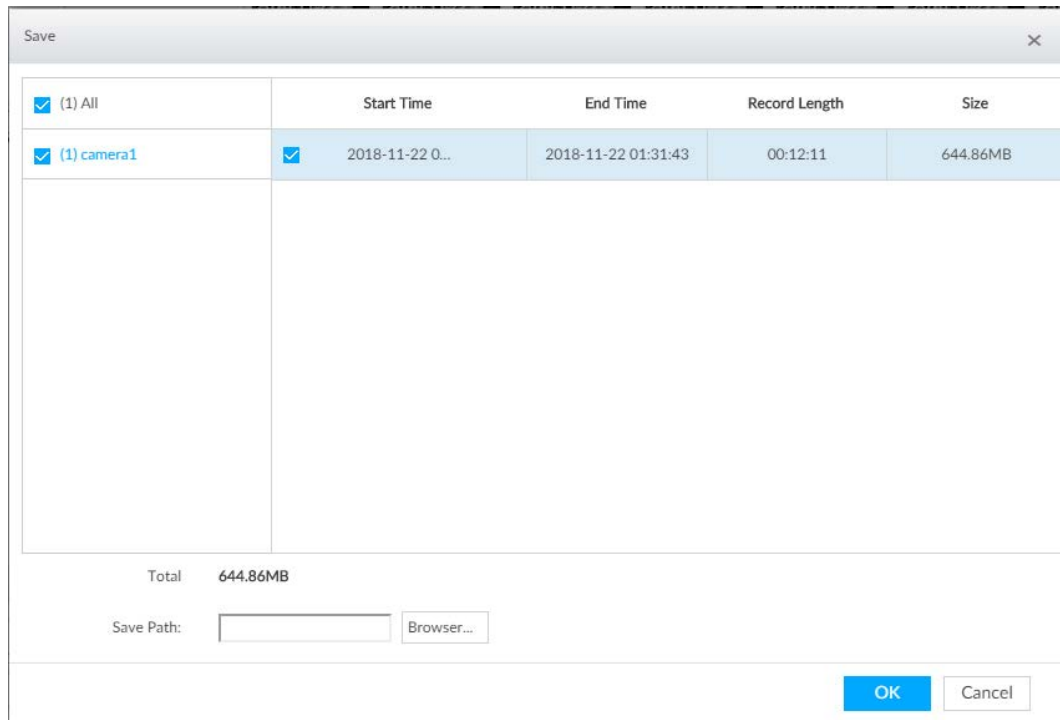 Save
(1) All Start Time End Time Record Length Size
(1) camera1 2018-11-22 0... 2018-11-22 01:31:43 00:12:11 644.86MB
Total 644.86MB
Save Path: Browser...
OK Cancel